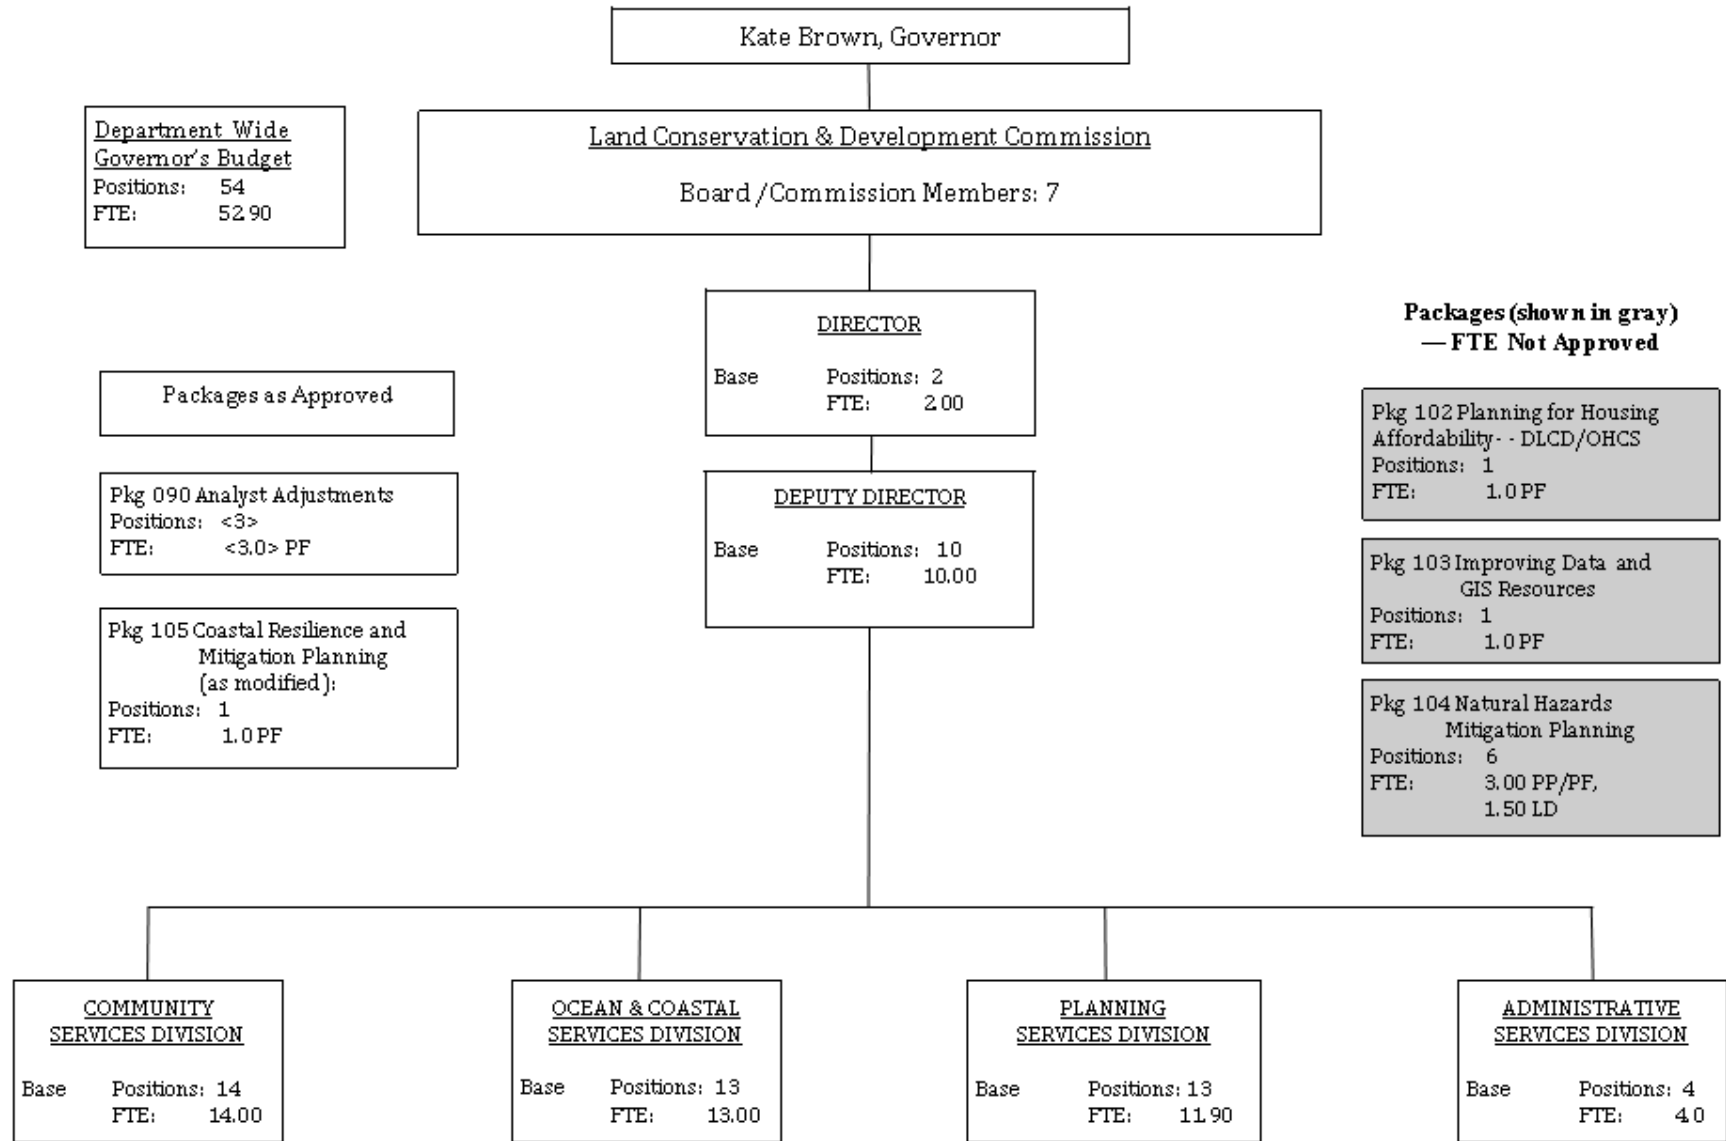 Kate Brown, Governor
Department Wide
Governor's Budget
Positions: 54
FTE: 52.90
Land Conservation & Development Commission
Board /Commission Members: 7
DIRECTOR
Base Positions: 2
FTE: 2.00
Packages (shown in gray)
— FTE Not Approved
Packages as Approved
Pkg 090 Analyst Adjustments
Positions: <3>
FTE: <3.0> PF
Pkg 105 Coastal Resilience and
Mitigation Planning
(as modified):
Positions: 1
FTE: 1.0 PF
DEPUTY DIRECTOR
Base Positions: 10
FTE: 10.00
Pkg 102 Planning for Housing
Affordability- - DLCD/OHCS
Positions: 1
FTE: 1.0 PF
Pkg 103 Improving Data and
GIS Resources
Positions: 1
FTE: 1.0 PF
Pkg 104 Natural Hazards
Mitigation Planning
Positions: 6
FTE: 3.00 PP/PF,
1.50 LD
COMMUNITY
SERVICES DIVISION
Base Positions: 14
FTE: 14.00
OCEAN & COASTAL
SERVICES DIVISION
Base Positions: 13
FTE: 13.00
PLANNING
SERVICES DIVISION
Base Positions: 13
FTE: 11.90
ADMINISTRATIVE
SERVICES DIVISION
Base Positions: 4
FTE: 4.0